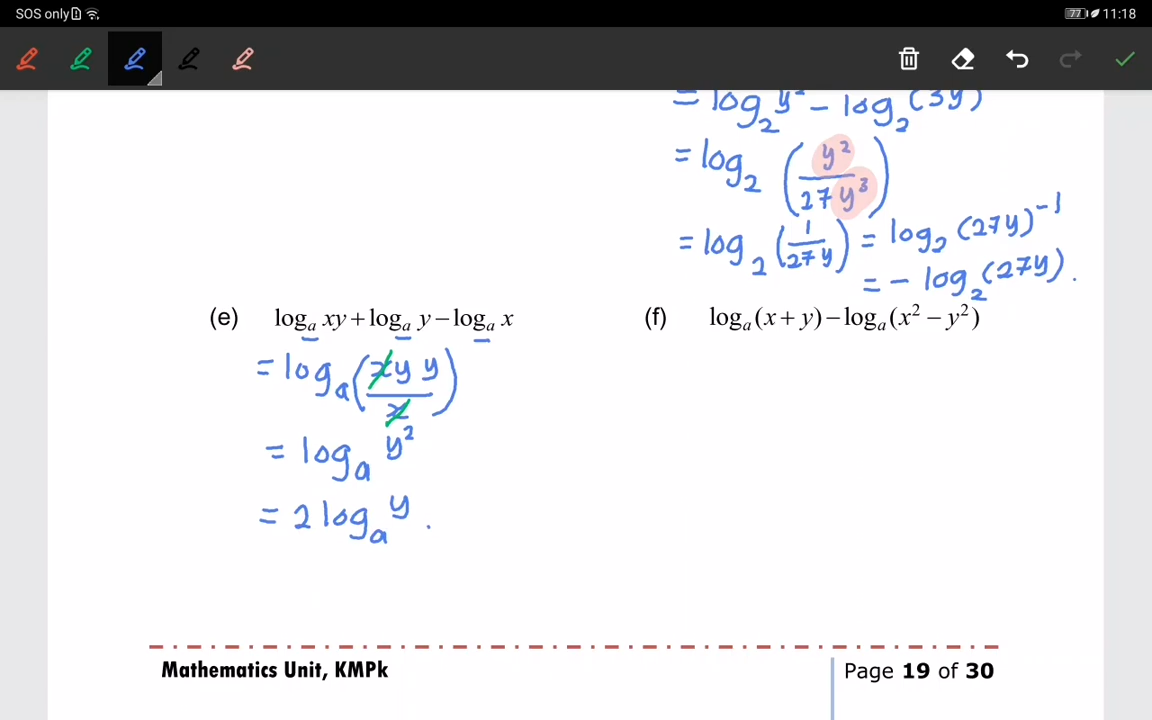 SOS only 77 11:18
= log₂ y² − log₂ (3y)
= log₂ (y²/27y³)
= log₂ (1/27y) = log₂ (27y)⁻¹
= − log₂ (27y).
(e) logₐ xy + logₐ y − logₐ x
= logₐ (xy y/x)
= logₐ y²
= 2 logₐ y.
(f) logₐ (x + y) − logₐ (x² − y²)
Mathematics Unit, KMPk
Page 19 of 30